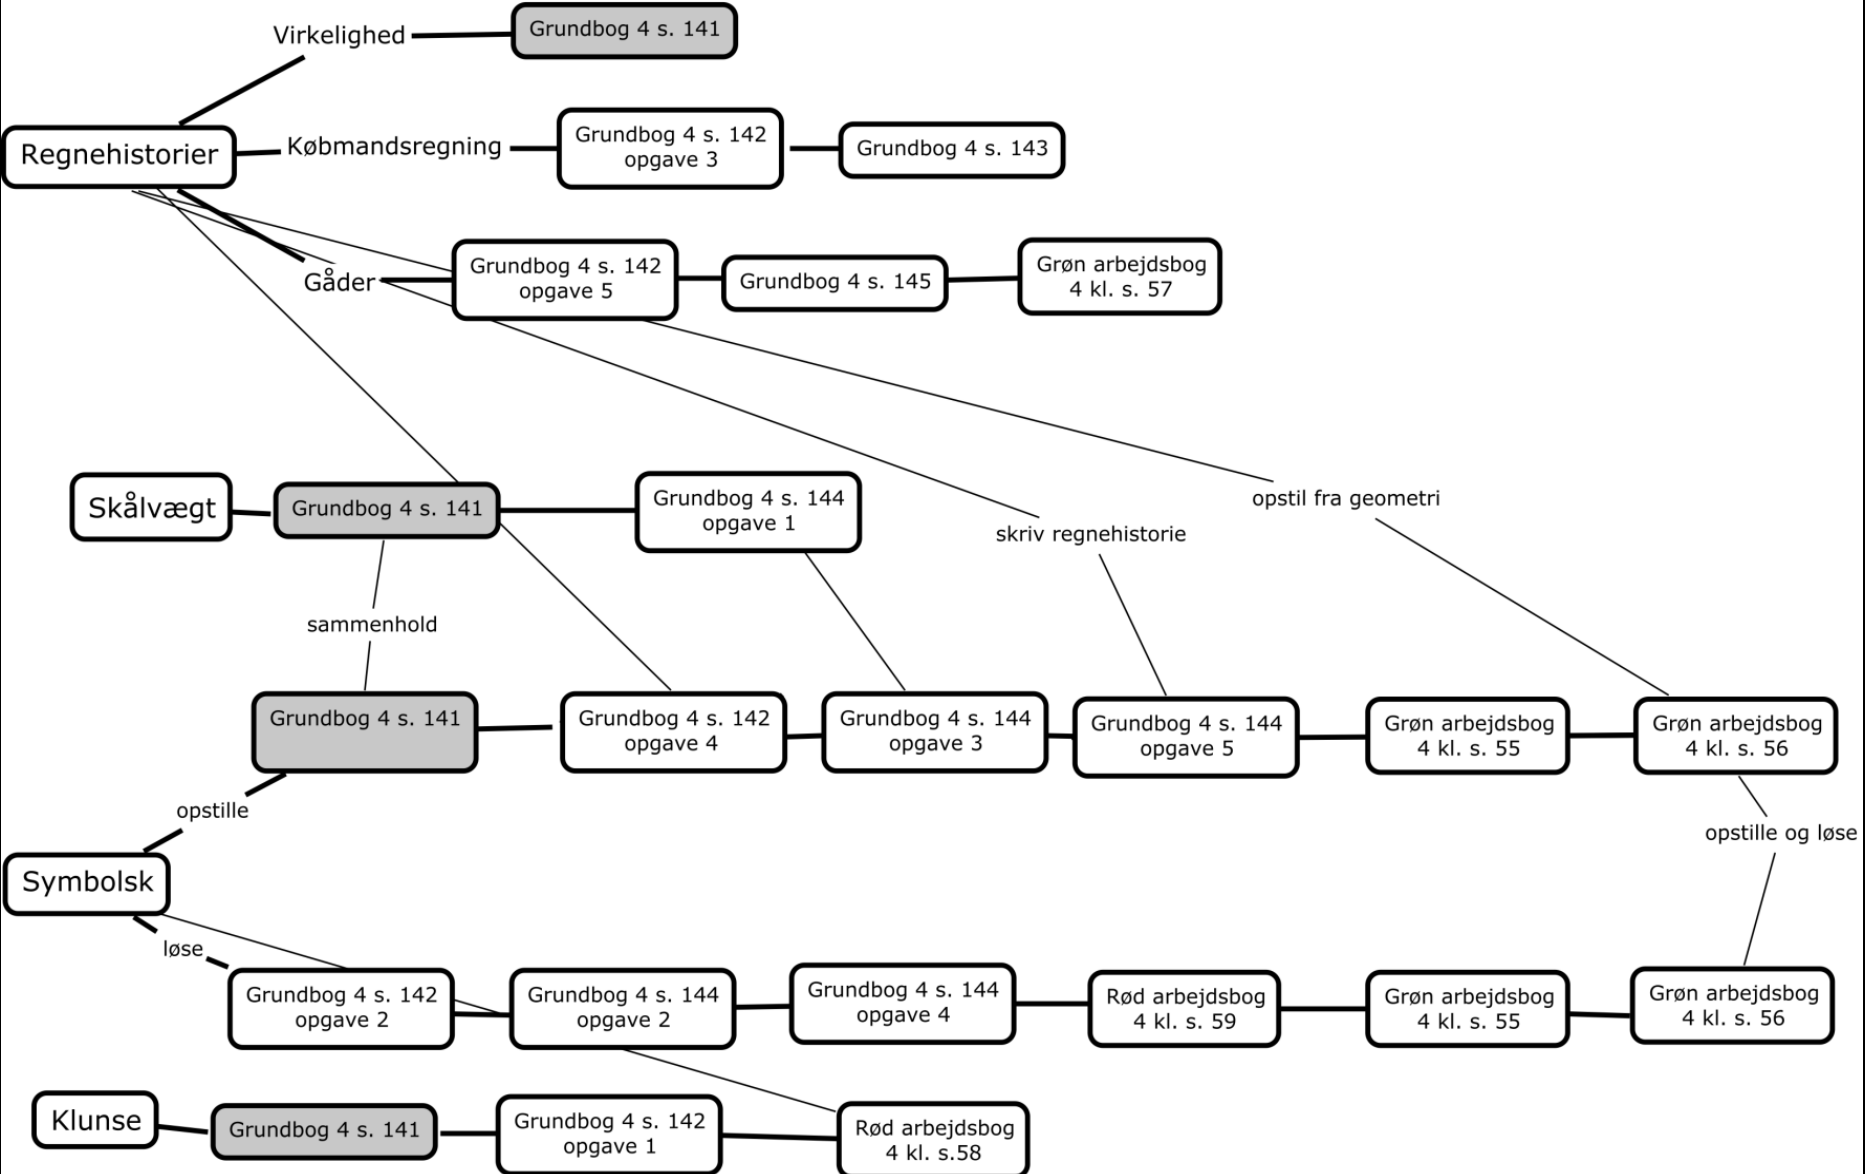 Virkelighed
Grundbog 4 s. 141
Regnehistorier
Købmandsregning
Grundbog 4 s. 142
opgave 3
Grundbog 4 s. 143
Gåder
Grundbog 4 s. 142
opgave 5
Grundbog 4 s. 145
Grøn arbejdsbog
4 kl. s. 57
Skålvægt
Grundbog 4 s. 141
Grundbog 4 s. 144
opgave 1
skriv regnehistorie
opstil fra geometri
sammenhold
Grundbog 4 s. 141
Grundbog 4 s. 142
opgave 4
Grundbog 4 s. 144
opgave 3
Grundbog 4 s. 144
opgave 5
Grøn arbejdsbog
4 kl. s. 55
Grøn arbejdsbog
4 kl. s. 56
opstille
opstille og løse
Symbolsk
løse
Grundbog 4 s. 142
opgave 2
Grundbog 4 s. 144
opgave 2
Grundbog 4 s. 144
opgave 4
Rød arbejdsbog
4 kl. s. 59
Grøn arbejdsbog
4 kl. s. 55
Grøn arbejdsbog
4 kl. s. 56
Klunse
Grundbog 4 s. 141
Grundbog 4 s. 142
opgave 1
Rød arbejdsbog
4 kl. s.58